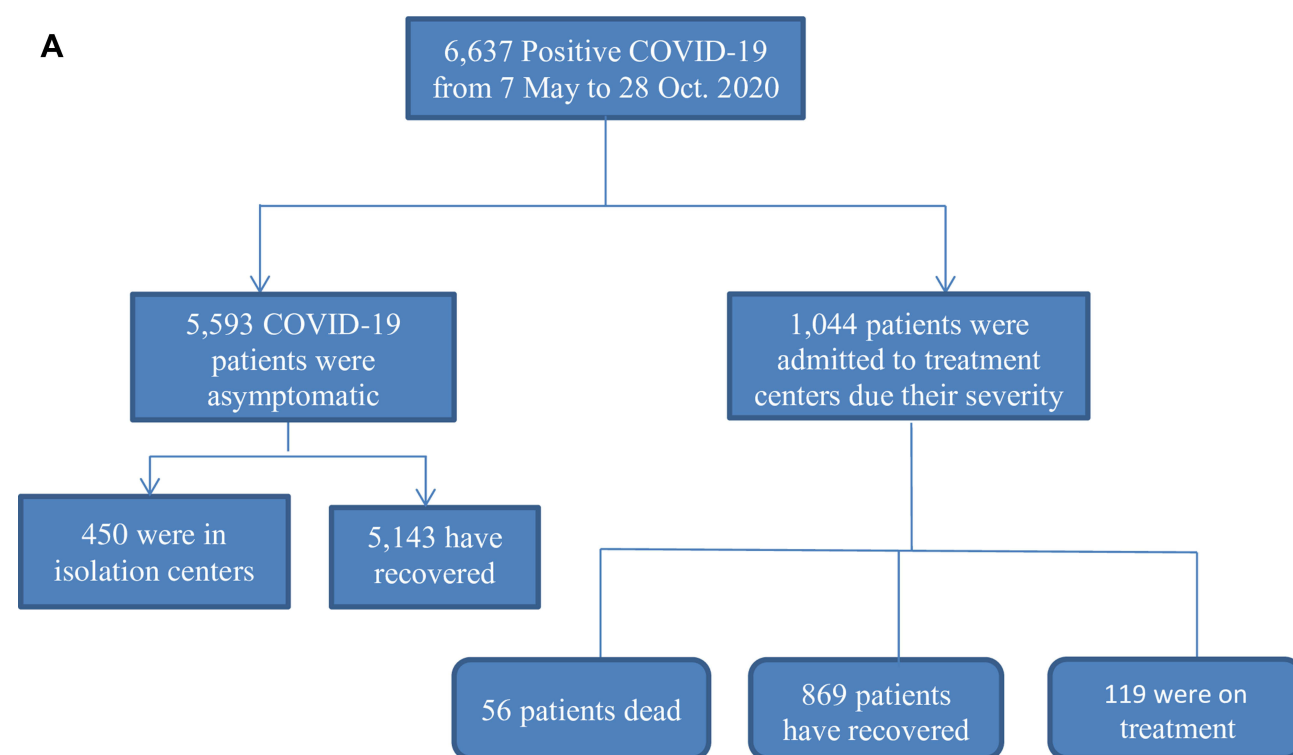 A
6,637 Positive COVID-19
from 7 May to 28 Oct. 2020
5,593 COVID-19
patients were
asymptomatic
1,044 patients were
admitted to treatment
centers due their severity
450 were in
isolation centers
5,143 have
recovered
56 patients dead
869 patients
have recovered
119 were on
treatment